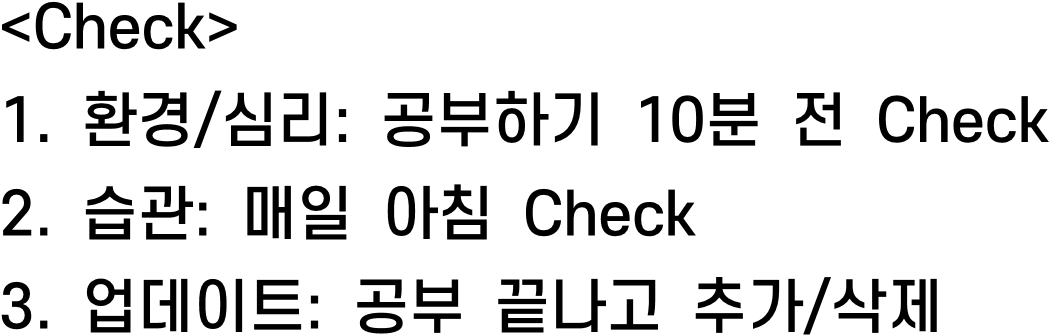 <Check>
1. 환경/심리: 공부하기 10분 전 Check
2. 습관: 매일 아침 Check
3. 업데이트: 공부 끝나고 추가/삭제